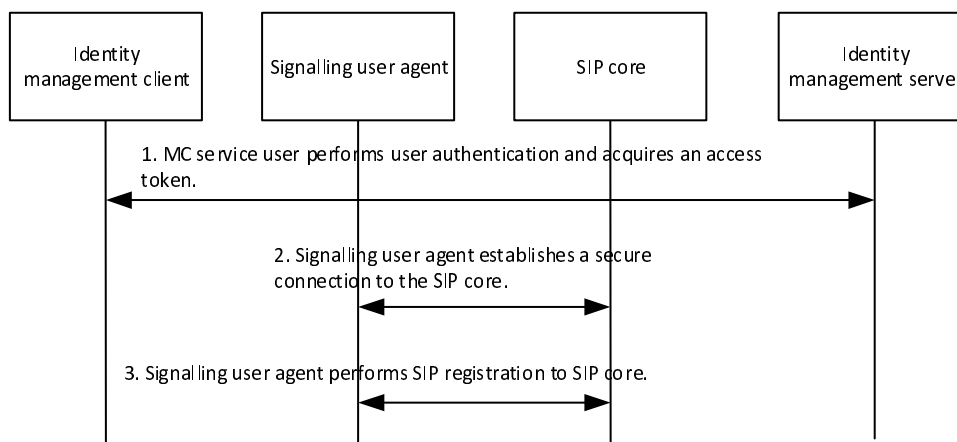 Identity
management client
Signalling user agent
SIP core
Identity
management serve
1. MC service user performs user authentication and acquires an access
token.
2. Signalling user agent establishes a secure
connection to the SIP core.
3. Signalling user agent performs SIP registration to SIP core.